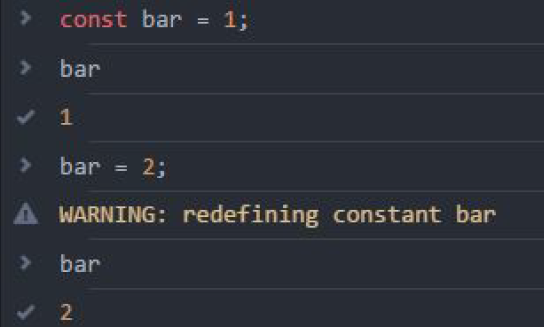 const bar = 1;
bar
1
bar = 2;
WARNING: redefining constant bar
bar
2